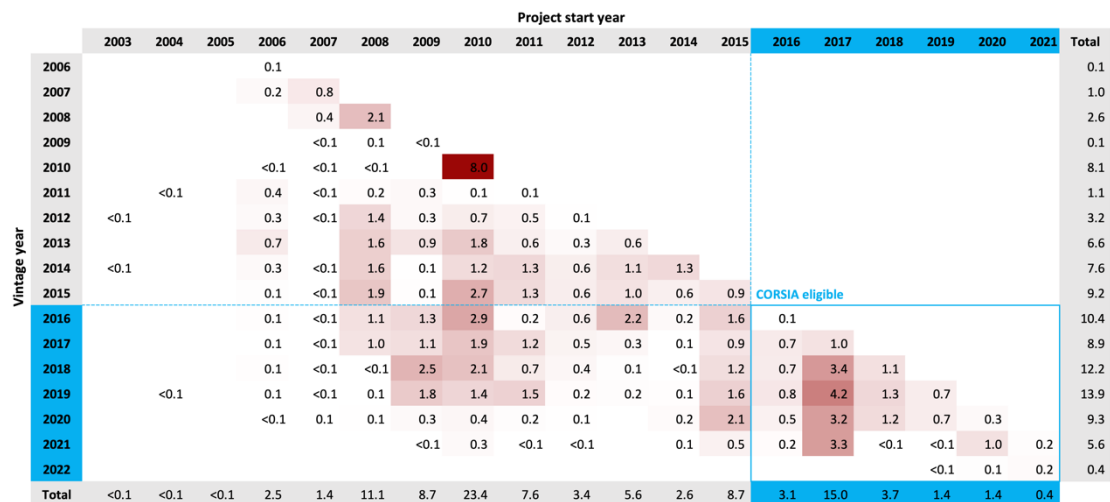 Project start year
2003 2004 2005 2006 2007 2008 2009 2010 2011 2012 2013 2014 2015 2016 2017 2018 2019 2020 2021 Total
Vintage year
2006 0.1 0.1
2007 0.2 0.8 1.0
2008 0.4 2.1 2.6
2009 <0.1 0.1 <0.1 0.1
2010 <0.1 <0.1 <0.1 8.0 8.1
2011 <0.1 0.4 <0.1 0.2 0.3 0.1 0.1 1.1
2012 <0.1 0.3 <0.1 1.4 0.3 0.7 0.5 0.1 3.2
2013 0.7 1.6 0.9 1.8 0.6 0.3 0.6 6.6
2014 <0.1 0.3 <0.1 1.6 0.1 1.2 1.3 0.6 1.1 1.3 7.6
2015 0.1 <0.1 1.9 0.1 2.7 1.3 0.6 1.0 0.6 0.9 9.2
CORSIA eligible
2016 0.1 <0.1 1.1 1.3 2.9 0.2 0.6 2.2 0.2 1.6 0.1 10.4
2017 0.1 <0.1 1.0 1.1 1.9 1.2 0.5 0.3 0.1 0.9 0.7 1.0 8.9
2018 0.1 <0.1 <0.1 2.5 2.1 0.7 0.4 0.1 <0.1 1.2 0.7 3.4 1.1 12.2
2019 <0.1 0.1 <0.1 0.1 1.8 1.4 1.5 0.2 0.2 0.1 1.6 0.8 4.2 1.3 0.7 13.9
2020 <0.1 0.1 0.1 0.3 0.4 0.2 0.1 0.2 2.1 0.5 3.2 1.2 0.7 0.3 9.3
2021 <0.1 0.3 <0.1 <0.1 0.1 0.5 0.2 3.3 <0.1 <0.1 1.0 0.2 5.6
2022 <0.1 0.1 0.2 0.4
Total <0.1 <0.1 <0.1 2.5 1.4 11.1 8.7 23.4 7.6 3.4 5.6 2.6 8.7 3.1 15.0 3.7 1.4 1.4 0.4